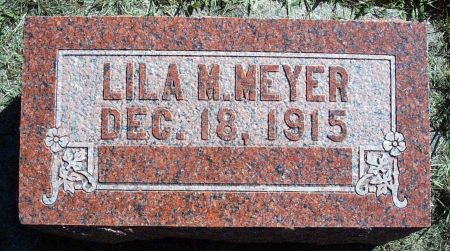 LILA M. MEYER
DEC. 18, 1915